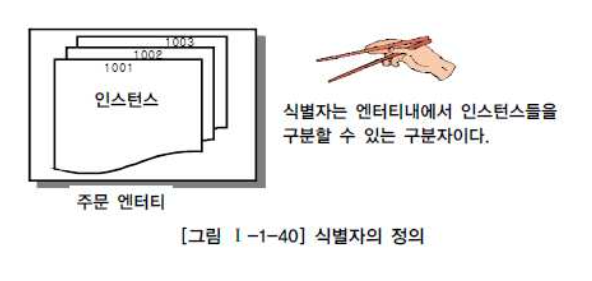 1003
1002
1001
인스턴스
식별자는 엔터티내에서 인스턴스들을
구분할 수 있는 구분자이다.
주문 엔터티
[그림 Ⅰ-1-40] 식별자의 정의